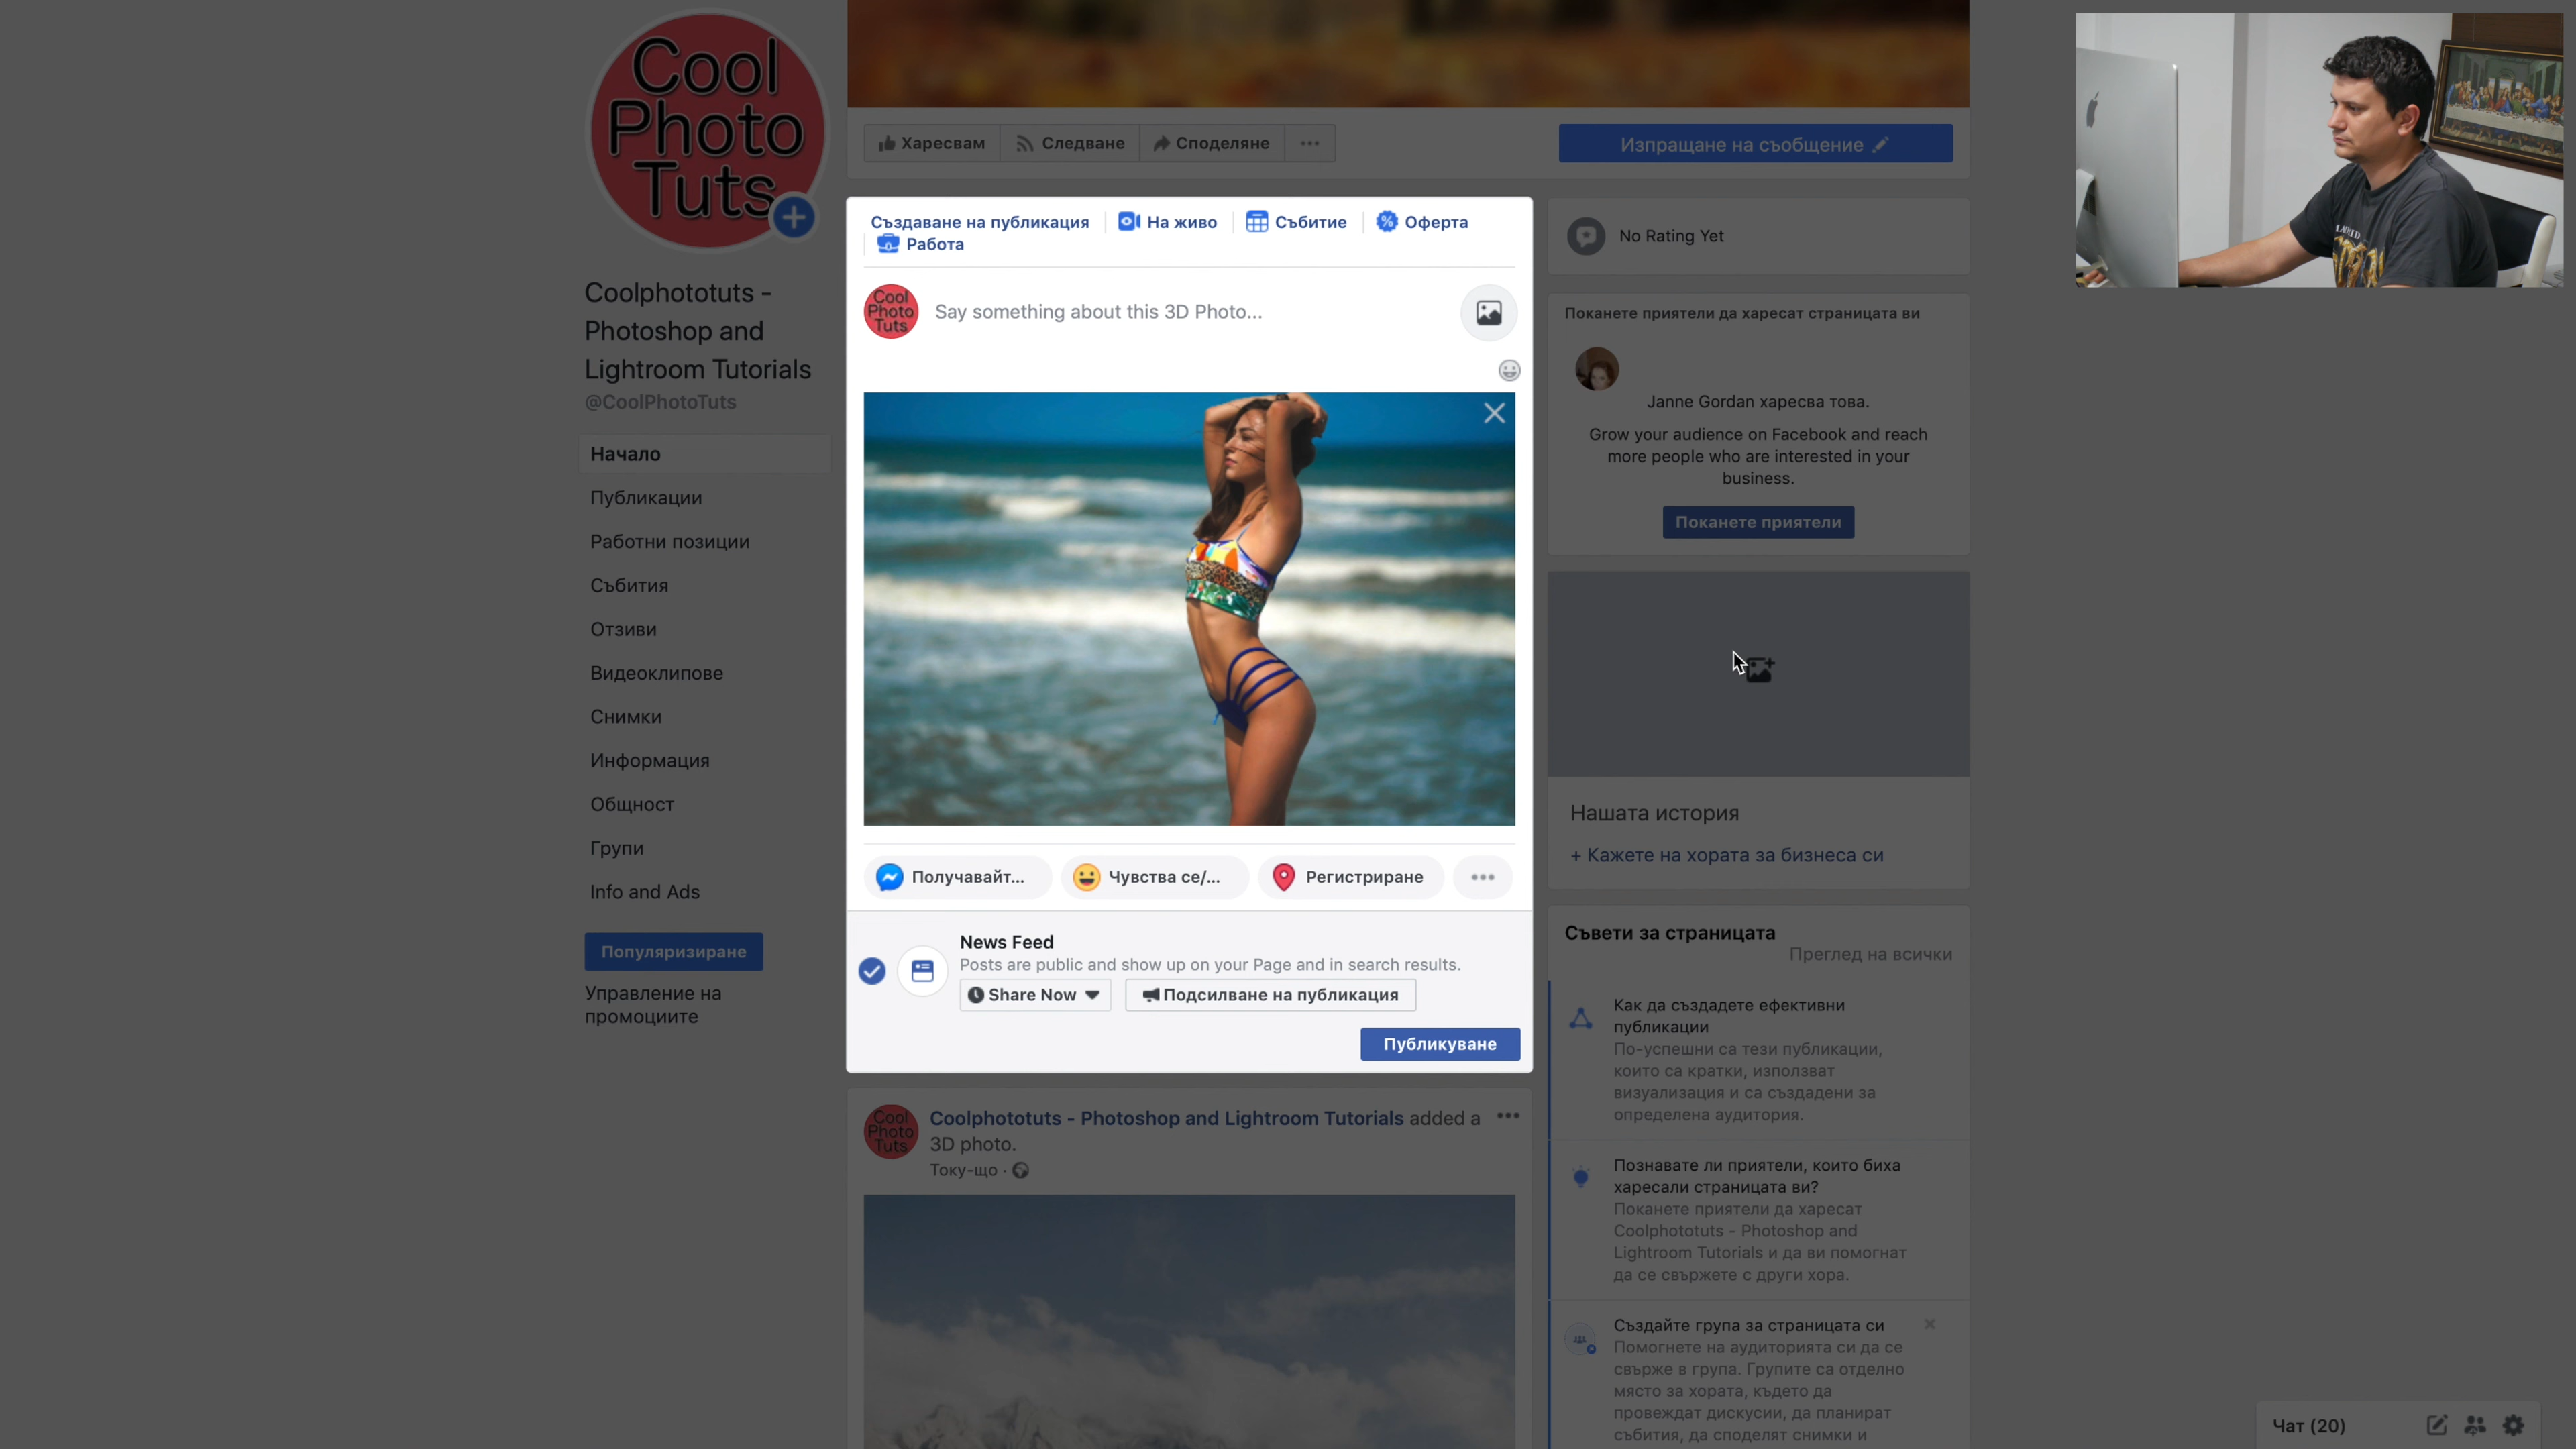 Cool
Photo
Tuts
Coolphototuts -
Photoshop and
Lightroom Tutorials
@CoolPhotoTuts
Начало
Публикации
Работни позиции
Събития
Отзиви
Видеоклипове
Снимки
Информация
Общност
Групи
Info and Ads
Популяризиране
Управление на
промоциите
Харесвам
Следване
Споделяне
Изпращане на съобщение
Създаване на публикация
На живо
Събитие
Оферта
Работа
Cool
Photo
Tuts
Say something about this 3D Photo...
Получавайт...
Чувства се/...
Регистриране
News Feed
Posts are public and show up on your Page and in search results.
Share Now
Подсилване на публикация
Публикуване
Cool
Photo
Tuts
Coolphototuts - Photoshop and Lightroom Tutorials added a
3D photo.
Току-що ·
No Rating Yet
Поканете приятели да харесат страницата ви
Janne Gordan харесва това.
Grow your audience on Facebook and reach
more people who are interested in your
business.
Поканете приятели
Нашата история
+ Кажете на хората за бизнеса си
Съвети за страницата
Преглед на всички
Как да създадете ефективни
публикации
По-успешни са тези публикации,
които са кратки, използват
визуализация и са създадени за
определена аудитория.
Познавате ли приятели, които биха
харесали страницата ви?
Поканете приятели да харесат
Coolphototuts - Photoshop and
Lightroom Tutorials и да ви помогнат
да се свържете с други хора.
Създайте група за страницата си
Помогнете на аудиторията си да се
свърже в група. Групите са отделно
място за хората, където да
провеждат дискусии, да планират
събития, да споделят снимки и
Чат (20)